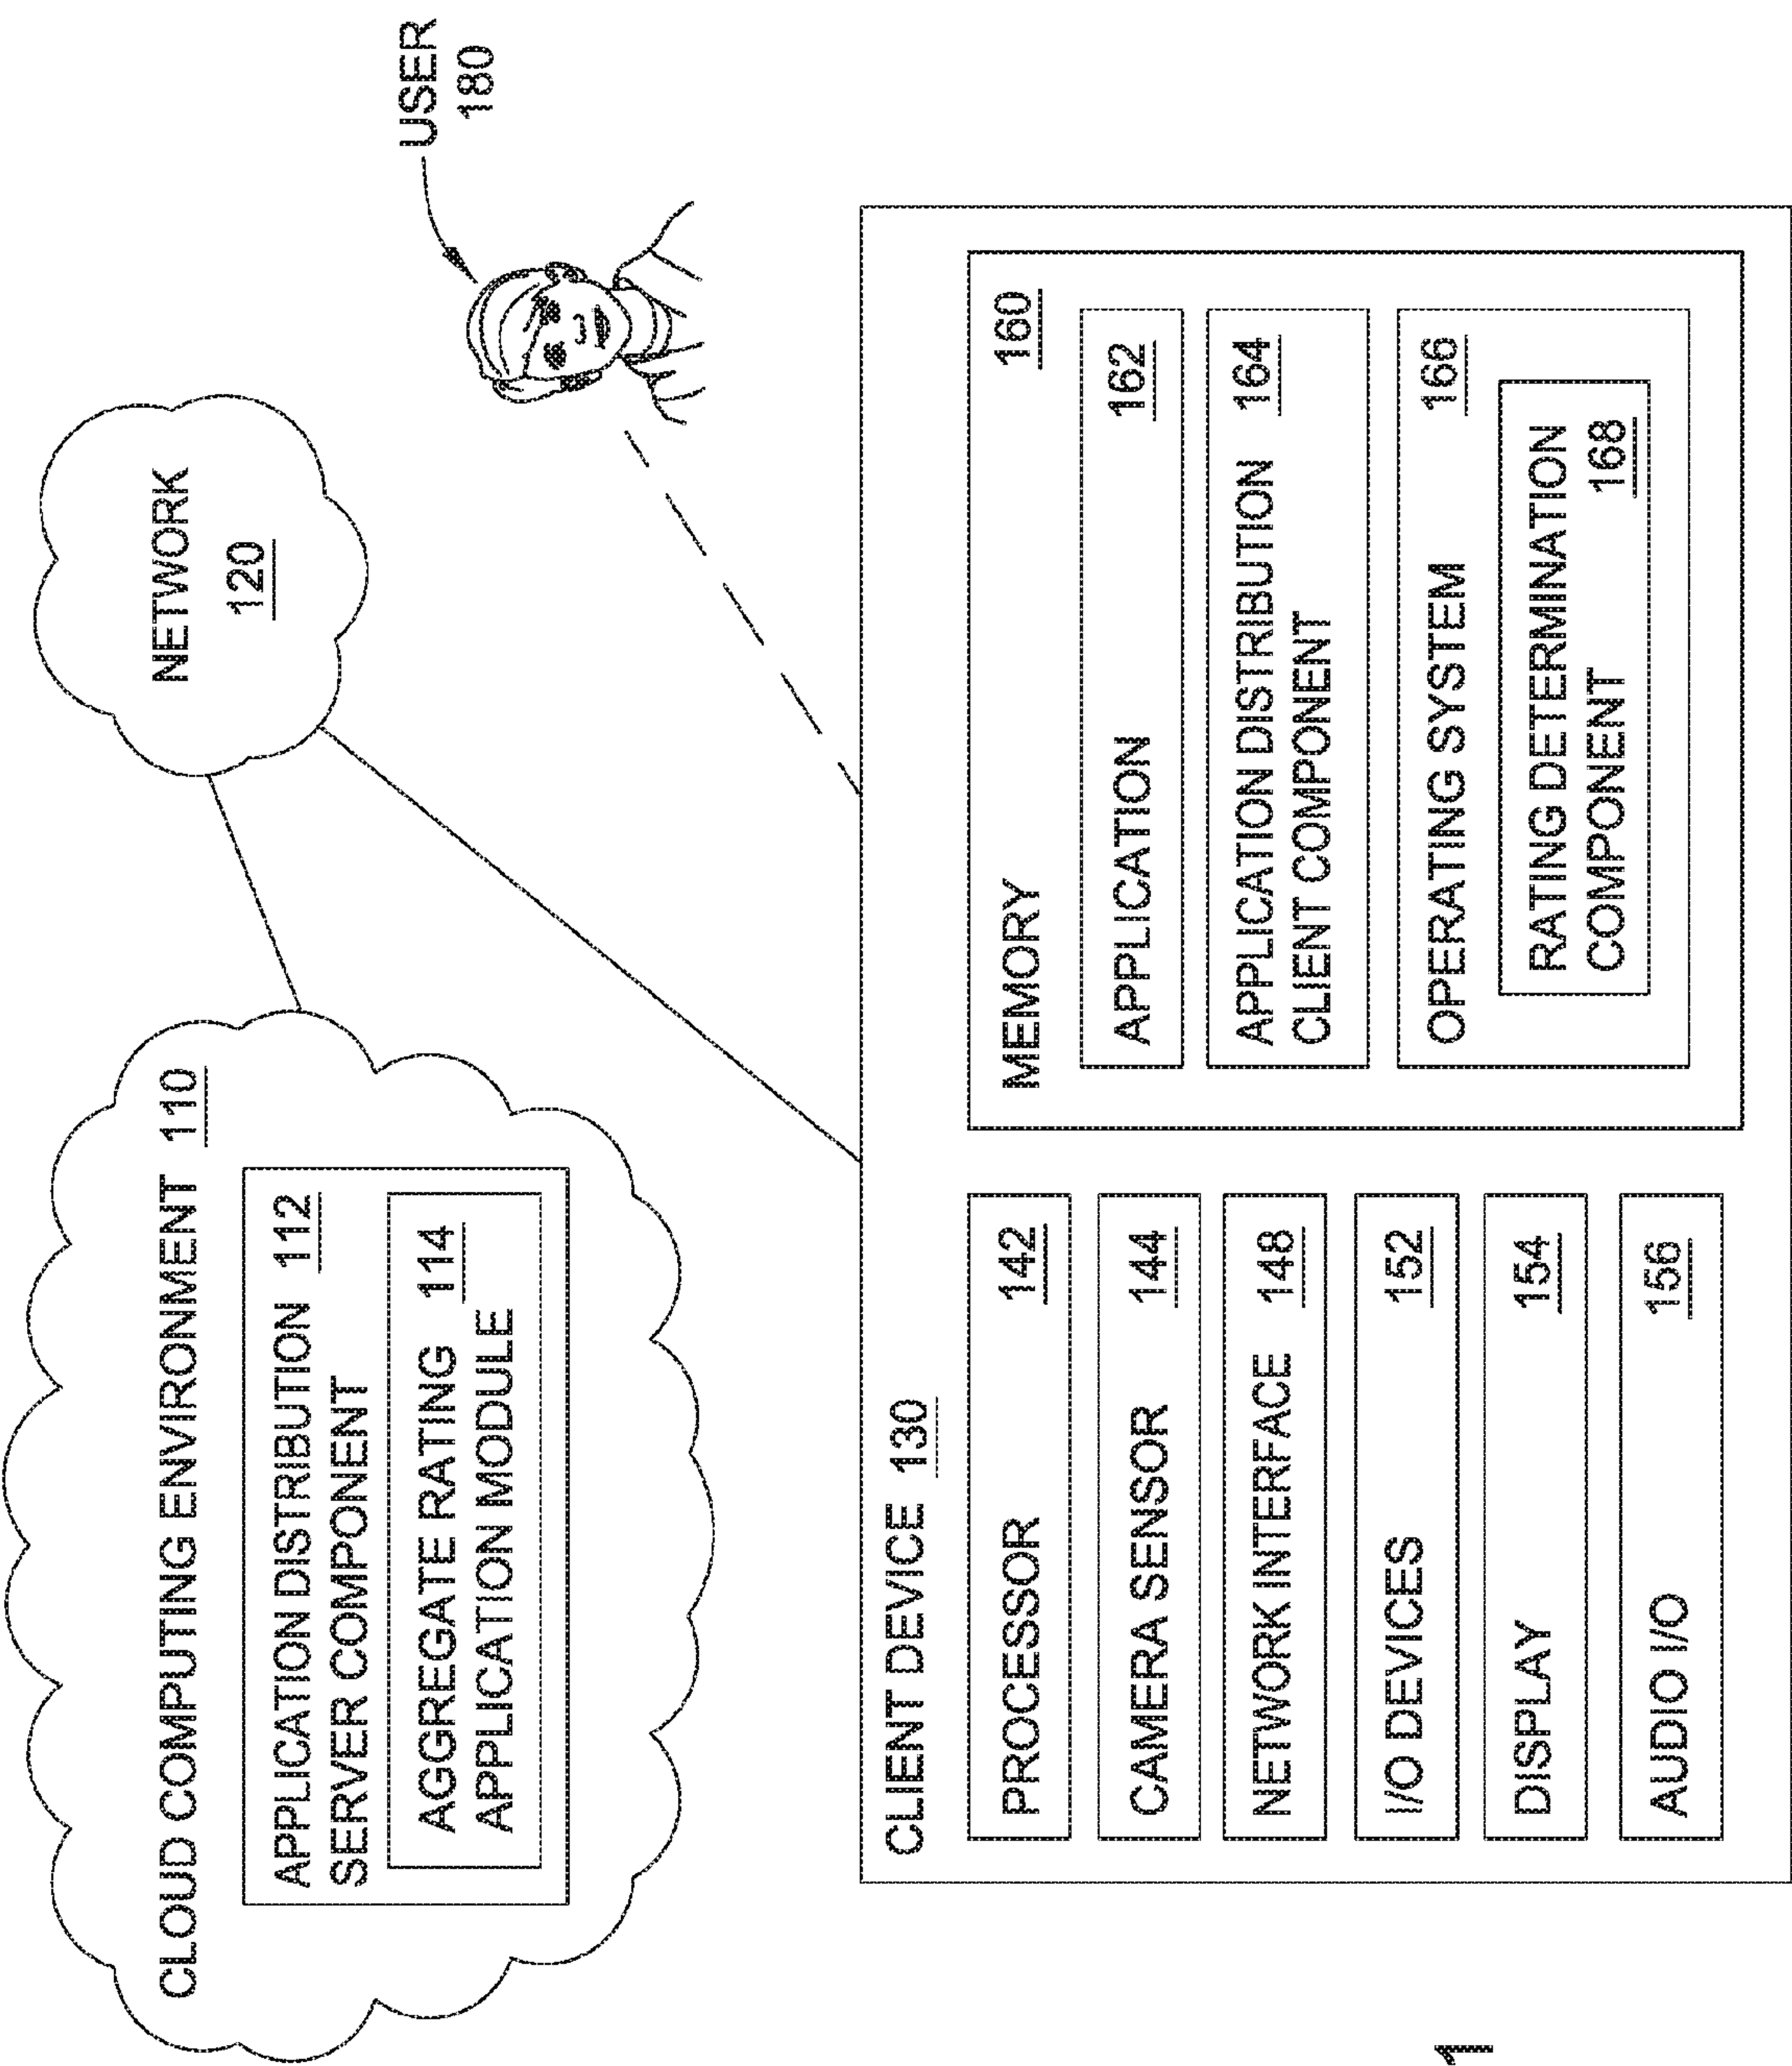 CLOUD COMPUTING ENVIRONMENT 110
APPLICATION DISTRIBUTION 112
SERVER COMPONENT
AGGREGATE RATING 114
APPLICATION MODULE
NETWORK
120
USER
180
CLIENT DEVICE 130
PROCESSOR 142
CAMERA SENSOR 144
NETWORK INTERFACE 148
I/O DEVICES 152
DISPLAY 154
AUDIO I/O 156
MEMORY 160
APPLICATION 162
APPLICATION DISTRIBUTION 164
CLIENT COMPONENT
OPERATING SYSTEM 166
RATING DETERMINATION
COMPONENT 168
1